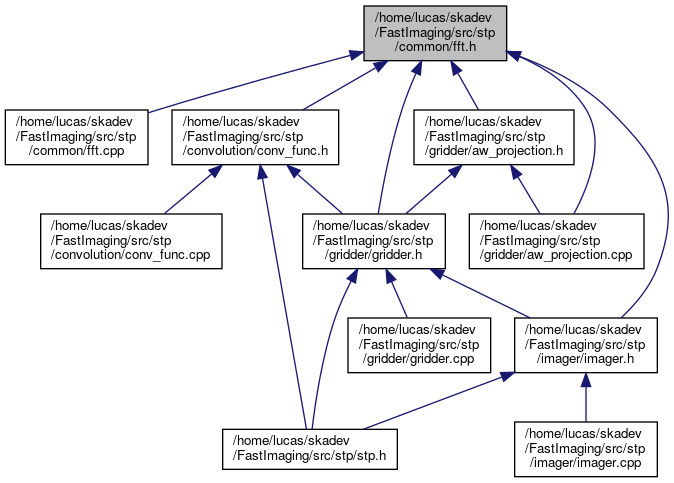 /home/lucas/skadev
/FastImaging/src/stp
/common/fft.h
/home/lucas/skadev
/FastImaging/src/stp
/common/fft.cpp
/home/lucas/skadev
/FastImaging/src/stp
/convolution/conv_func.h
/home/lucas/skadev
/FastImaging/src/stp
/gridder/aw_projection.h
/home/lucas/skadev
/FastImaging/src/stp
/convolution/conv_func.cpp
/home/lucas/skadev
/FastImaging/src/stp
/gridder/gridder.h
/home/lucas/skadev
/FastImaging/src/stp
/gridder/aw_projection.cpp
/home/lucas/skadev
/FastImaging/src/stp
/gridder/gridder.cpp
/home/lucas/skadev
/FastImaging/src/stp
/imager/imager.h
/home/lucas/skadev
/FastImaging/src/stp/stp.h
/home/lucas/skadev
/FastImaging/src/stp
/imager/imager.cpp